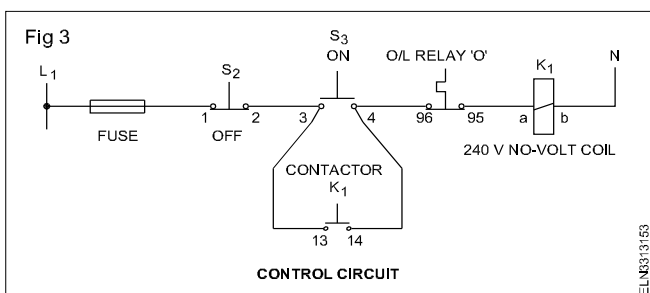 Fig 3
L1
FUSE
S2
1 2
OFF
S3
ON
3 4
CONTACTOR
K1
13 14
O/L RELAY 'O'
96 95
K1
a b
240 V NO-VOLT COIL
N
CONTROL CIRCUIT
ELN3313153